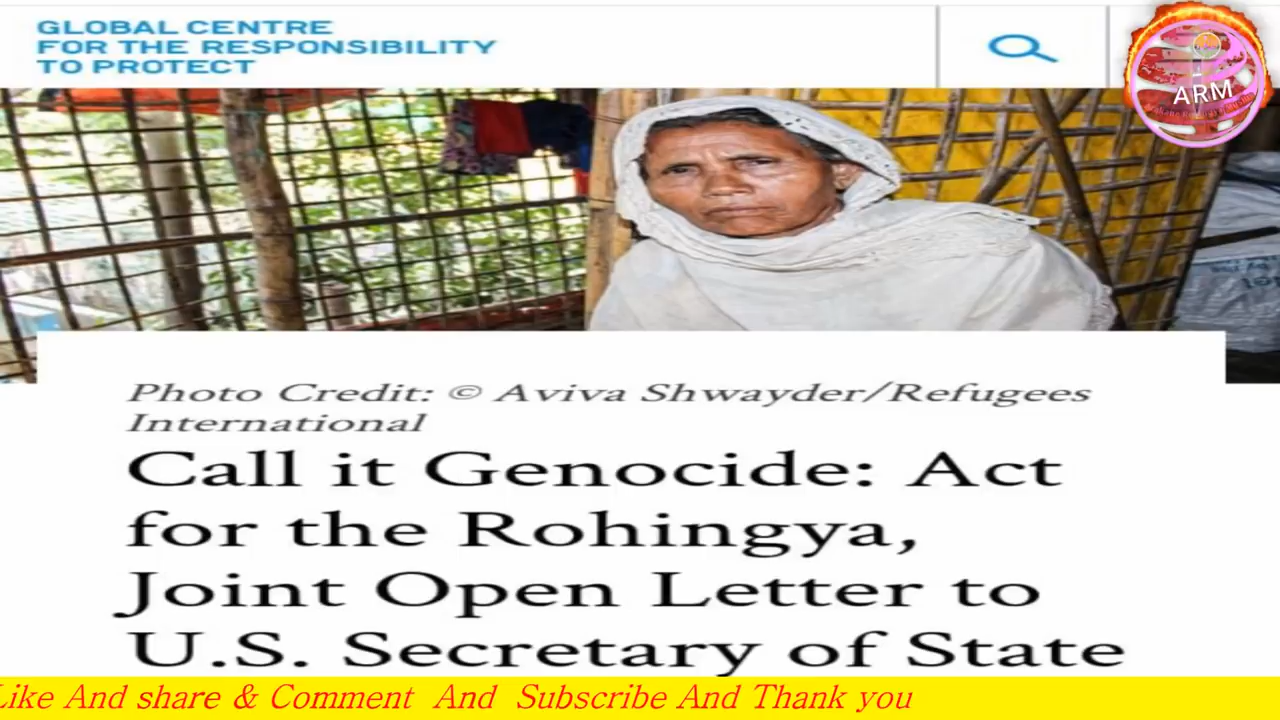 GLOBAL CENTRE
FOR THE RESPONSIBILITY
TO PROTECT
ARM
Photo Credit: © Aviva Shwayder/Refugees
International
Call it Genocide: Act
for the Rohingya,
Joint Open Letter to
U.S. Secretary of State
Like And share & Comment And Subscribe And Thank you